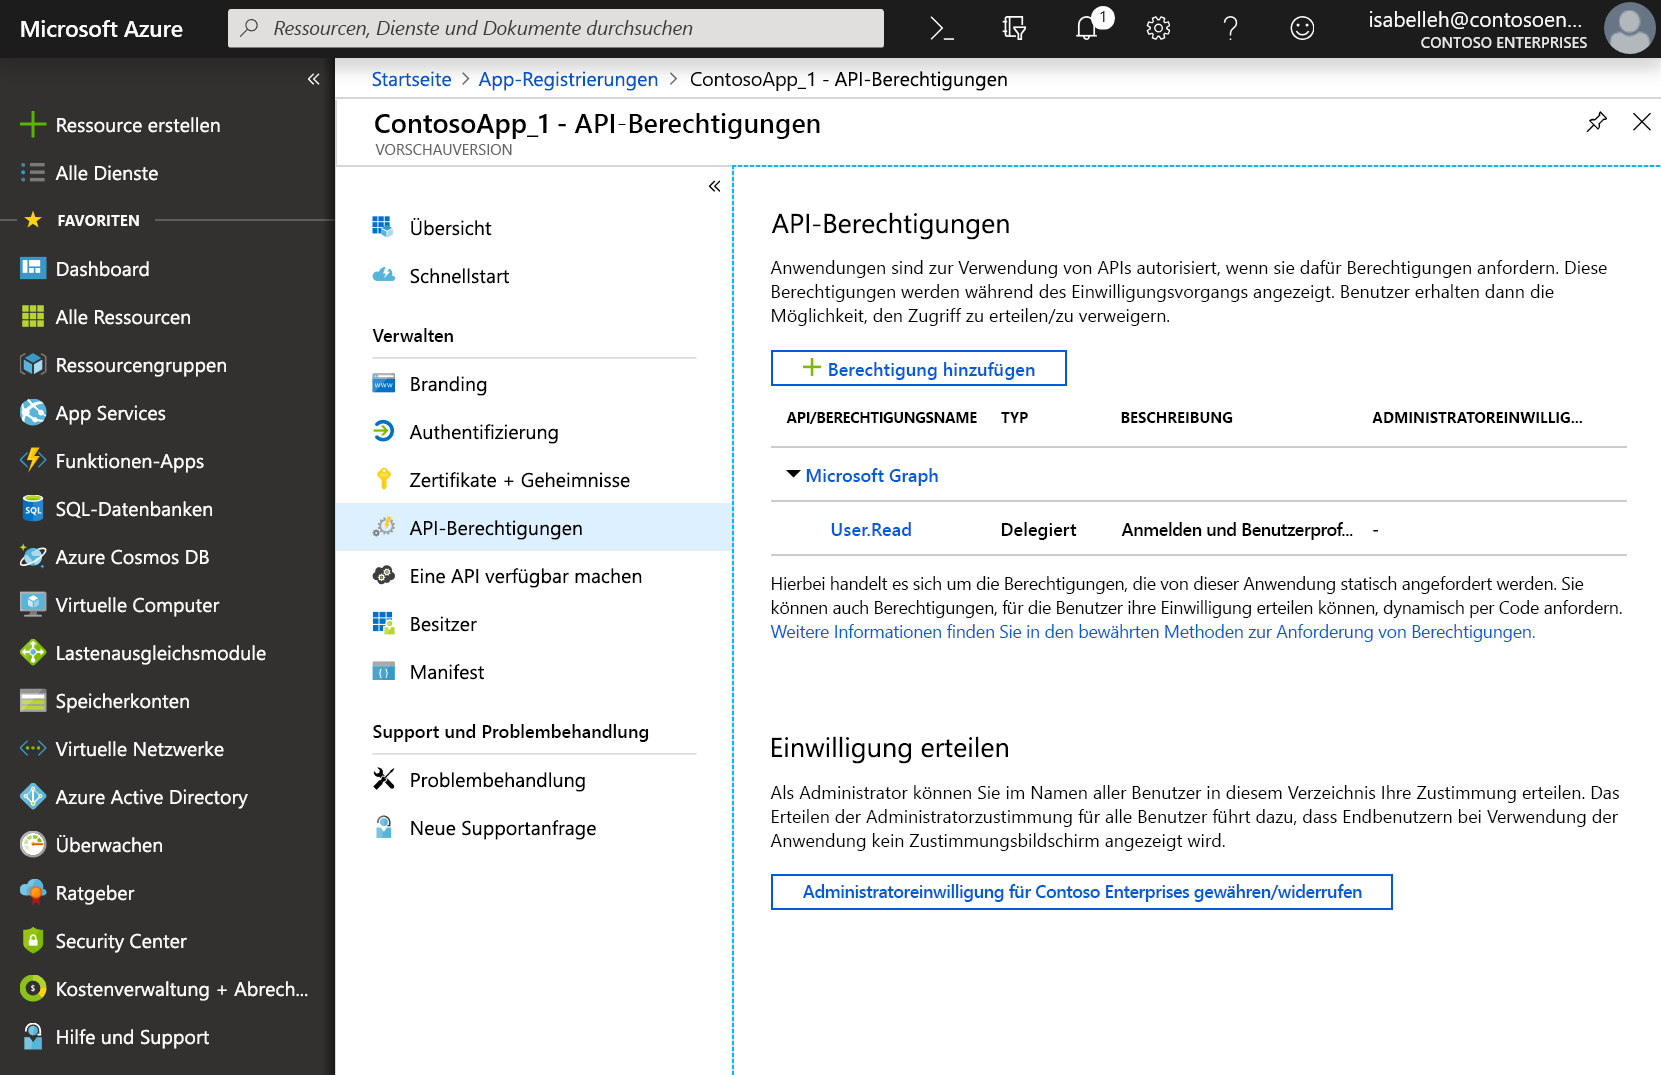 Microsoft Azure
Ressourcen, Dienste und Dokumente durchsuchen
1
isabelleh@contosoen...
CONTOSO ENTERPRISES
Ressource erstellen
Alle Dienste
FAVORITEN
Dashboard
Alle Ressourcen
Ressourcengruppen
App Services
Funktionen-Apps
SQL-Datenbanken
Azure Cosmos DB
Virtuelle Computer
Lastenausgleichsmodule
Speicherkonten
Virtuelle Netzwerke
Azure Active Directory
Überwachen
Ratgeber
Security Center
Kostenverwaltung + Abrech...
Hilfe und Support
Startseite > App-Registrierungen > ContosoApp_1 - API-Berechtigungen
ContosoApp_1 - API-Berechtigungen
VORSCHAUVERSION
Übersicht
Schnellstart
Verwalten
Branding
Authentifizierung
Zertifikate + Geheimnisse
API-Berechtigungen
Eine API verfügbar machen
Besitzer
Manifest
Support und Problembehandlung
Problembehandlung
Neue Supportanfrage
API-Berechtigungen
Anwendungen sind zur Verwendung von APIs autorisiert, wenn sie dafür Berechtigungen anfordern. Diese
Berechtigungen werden während des Einwilligungsvorgangs angezeigt. Benutzer erhalten dann die
Möglichkeit, den Zugriff zu erteilen/zu verweigern.
Berechtigung hinzufügen
API/BERECHTIGUNGSNAME TYP BESCHREIBUNG ADMINISTRATOREINWILLIG...
Microsoft Graph
User.Read Delegiert Anmelden und Benutzerprof... -
Hierbei handelt es sich um die Berechtigungen, die von dieser Anwendung statisch angefordert werden. Sie
können auch Berechtigungen, für die Benutzer ihre Einwilligung erteilen können, dynamisch per Code anfordern.
Weitere Informationen finden Sie in den bewährten Methoden zur Anforderung von Berechtigungen.
Einwilligung erteilen
Als Administrator können Sie im Namen aller Benutzer in diesem Verzeichnis Ihre Zustimmung erteilen. Das
Erteilen der Administratorzustimmung für alle Benutzer führt dazu, dass Endbenutzern bei Verwendung der
Anwendung kein Zustimmungsbildschirm angezeigt wird.
Administratoreinwilligung für Contoso Enterprises gewähren/widerrufen